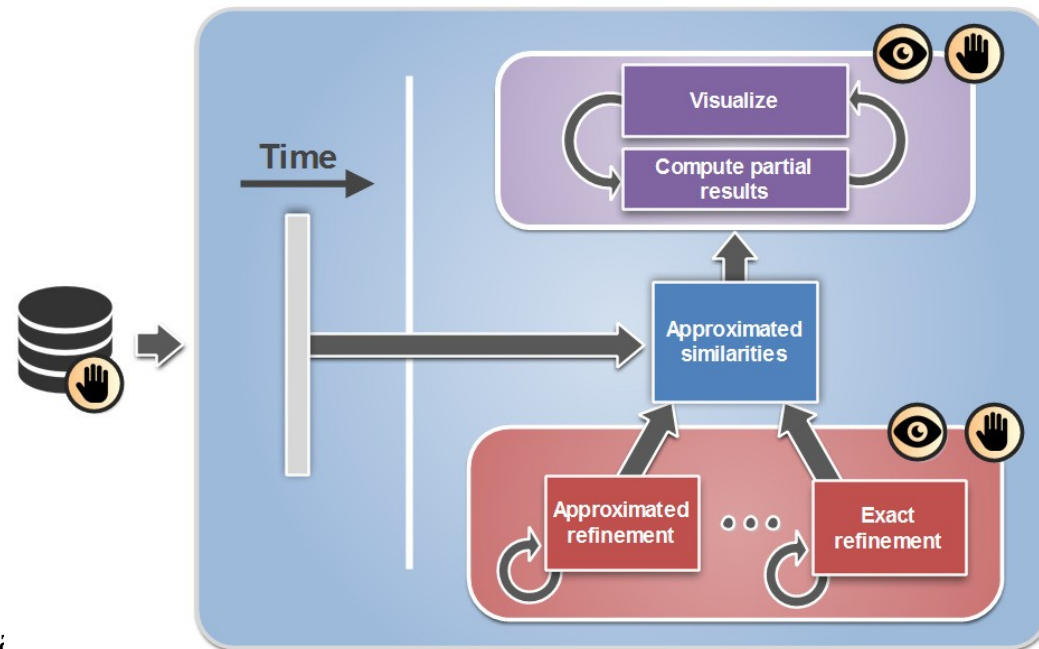 Time
Visualize
Compute partial
results
Approximated
similarities
Approximated
refinement
Exact
refinement